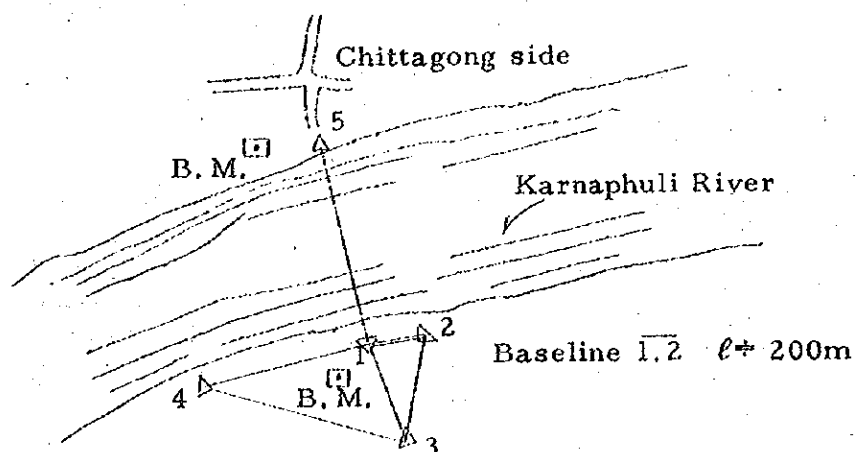 Chittagong side
5
B. M.
Karnaphuli River
2
1
Baseline 1.2 ℓ≑ 200m
4
B. M.
3